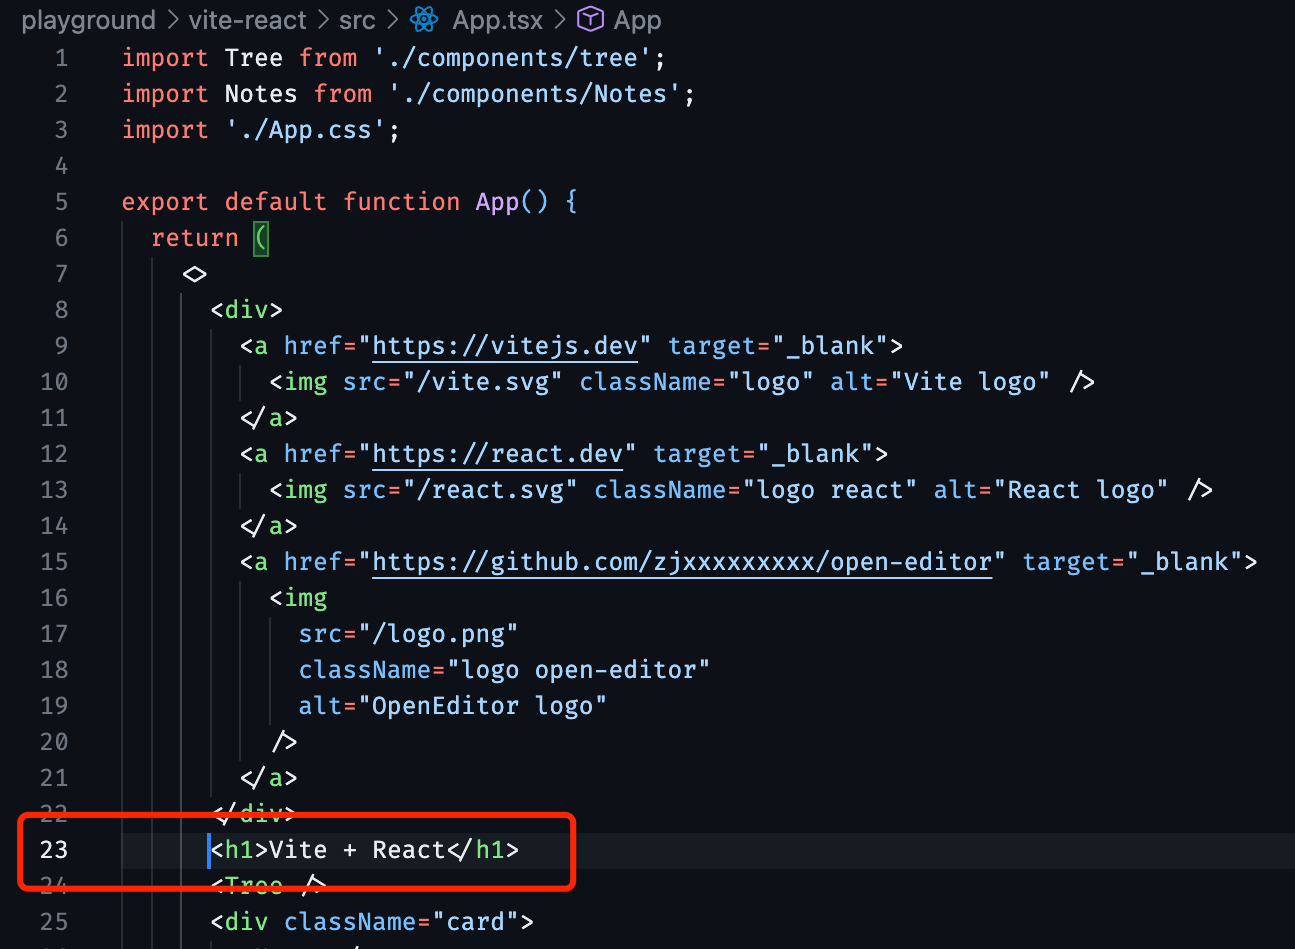 playground > vite-react > src > App.tsx > App
1 import Tree from './components/tree';
2 import Notes from './components/Notes';
3 import './App.css';
4
5 export default function App() {
6 return (
7 <>
8 <div>
9 <a href="https://vitejs.dev" target="_blank">
10 <img src="/vite.svg" className="logo" alt="Vite logo" />
11 </a>
12 <a href="https://react.dev" target="_blank">
13 <img src="/react.svg" className="logo react" alt="React logo" />
14 </a>
15 <a href="https://github.com/zjxxxxxxxxx/open-editor" target="_blank">
16 <img
17 src="/logo.png"
18 className="logo open-editor"
19 alt="OpenEditor logo"
20 />
21 </a>
22 </div>
23 <h1>Vite + React</h1>
24 <Tree />
25 <div className="card">